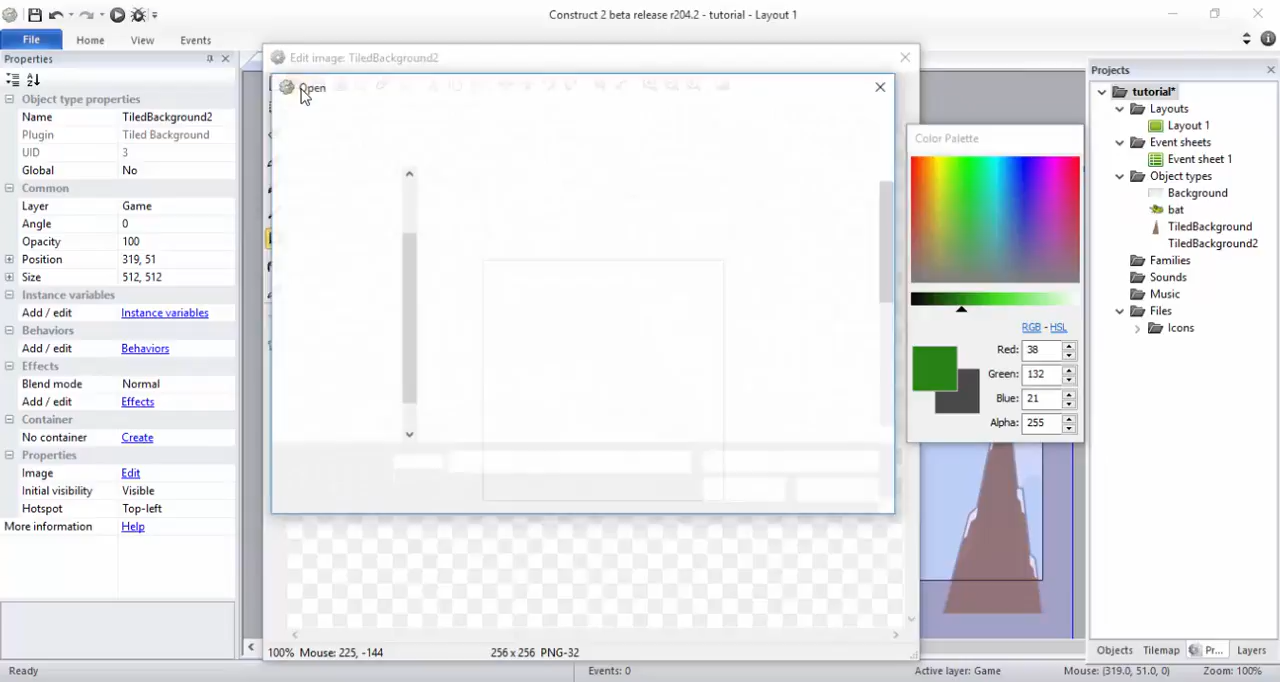 Construct 2 beta release r204.2 - tutorial - Layout 1
File Home View Events
Properties
Object type properties
Name TiledBackground2
Plugin Tiled Background
UID 3
Global No
Common
Layer Game
Angle 0
Opacity 100
Position 319, 51
Size 512, 512
Instance variables
Add / edit Instance variables
Behaviors
Add / edit Behaviors
Effects
Blend mode Normal
Add / edit Effects
Container
No container Create
Properties
Image Edit
Initial visibility Visible
Hotspot Top-left
More information Help
Edit image: TiledBackground2
Open
100% Mouse: 225, -144 256 x 256 PNG-32
Color Palette
RGB - HSL
Red: 38
Green: 132
Blue: 21
Alpha: 255
Projects
tutorial*
Layouts
Layout 1
Event sheets
Event sheet 1
Object types
Background
bat
TiledBackground
TiledBackground2
Families
Sounds
Music
Files
Icons
Objects Tilemap Pr... Layers
Ready Events: 0 Active layer: Game Mouse: (319.0, 51.0, 0) Zoom: 100%